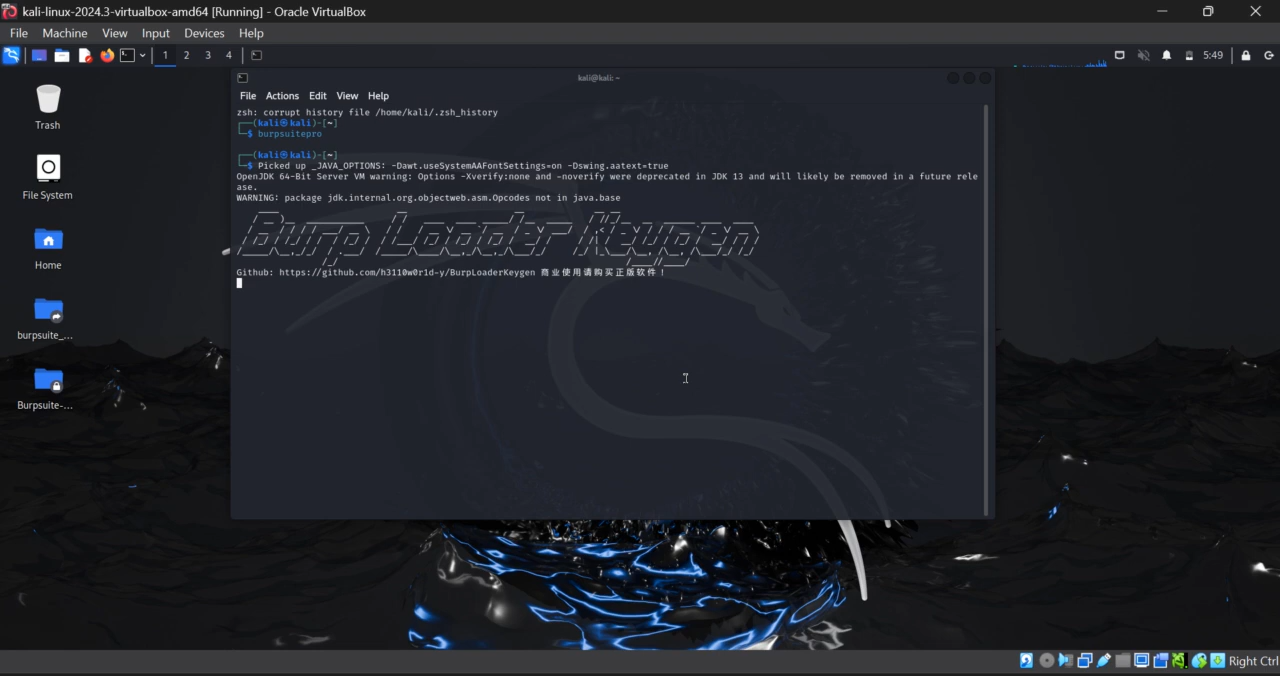 kali-linux-2024.3-virtualbox-amd64 [Running] - Oracle VirtualBox
File Machine View Input Devices Help
1 2 3 4 5:49
kali@kali: ~
File Actions Edit View Help
Trash
File System
Home
burpsuite_...
Burpsuite-...
zsh: corrupt history file /home/kali/.zsh_history
┌──(kali㉿kali)-[~]
└─$ burpsuitepro
┌──(kali㉿kali)-[~]
└─$ Picked up _JAVA_OPTIONS: -Dawt.useSystemAAFontSettings=on -Dswing.aatext=true
OpenJDK 64-Bit Server VM warning: Options -Xverify:none and -noverify were deprecated in JDK 13 and will likely be removed in a future rele
ase.
WARNING: package jdk.internal.org.objectweb.asm.Opcodes not in java.base
Burp Loader Keygen
Github: https://github.com/h3110w0r1d-y/BurpLoaderKeygen 商业使用请购买正版软件！
Right Ctrl